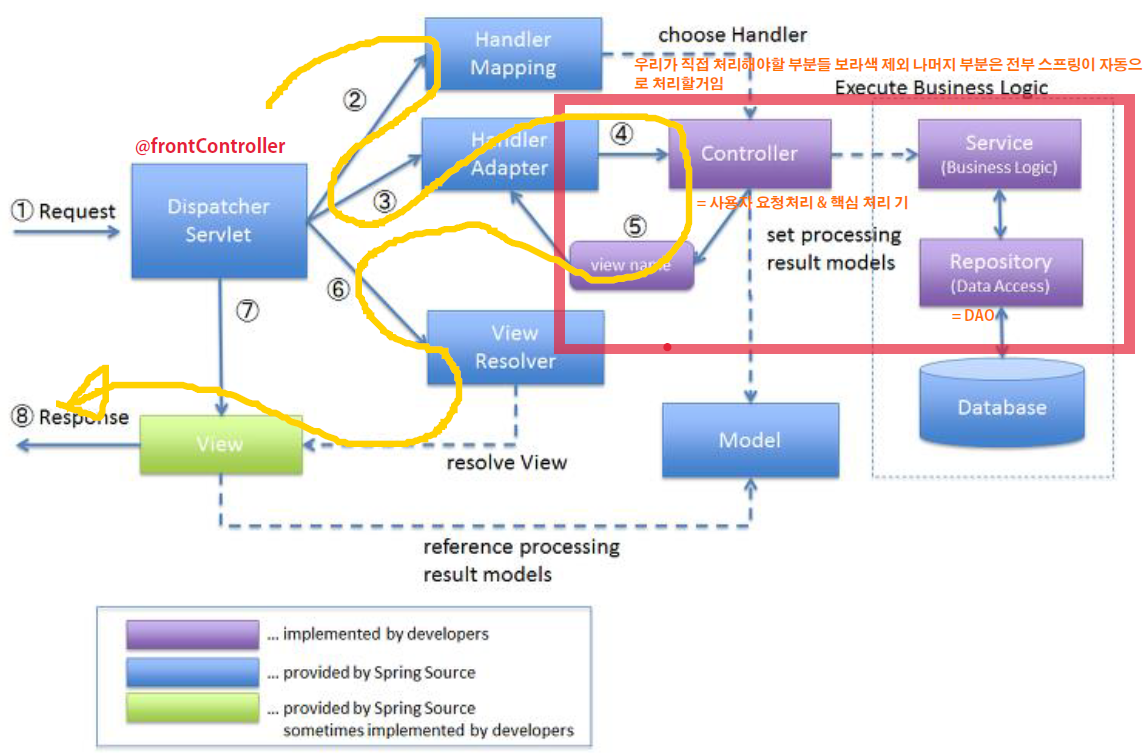 Handler
Mapping
choose Handler
우리가 직접 처리해야할 부분들 보라색 제외 나머지 부분은 전부 스프링이 자동으
로 처리할거임
Execute Business Logic
②
@frontController
Handler
Adapter
④
Controller
Service
(Business Logic)
① Request
Dispatcher
Servlet
③
= 사용자 요청처리 & 핵심 처리 기
⑤
view name
set processing
result models
Repository
(Data Access)
= DAO
⑥
⑦
View
Resolver
Database
⑧ Response
View
resolve View
Model
reference processing
result models
... implemented by developers
... provided by Spring Source
... provided by Spring Source
sometimes implemented by developers